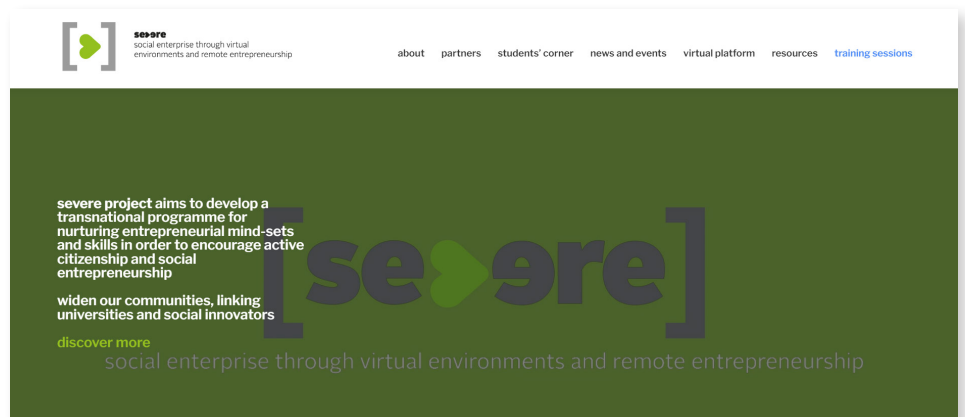 severe
social enterprise through virtual
environments and remote entrepreneurship
about partners students' corner news and events virtual platform resources training sessions
severe project aims to develop a
transnational programme for
nurturing entrepreneurial mind-sets
and skills in order to encourage active
citizenship and social
entrepreneurship
widen our communities, linking
universities and social innovators
discover more
[severe]
social enterprise through virtual environments and remote entrepreneurship